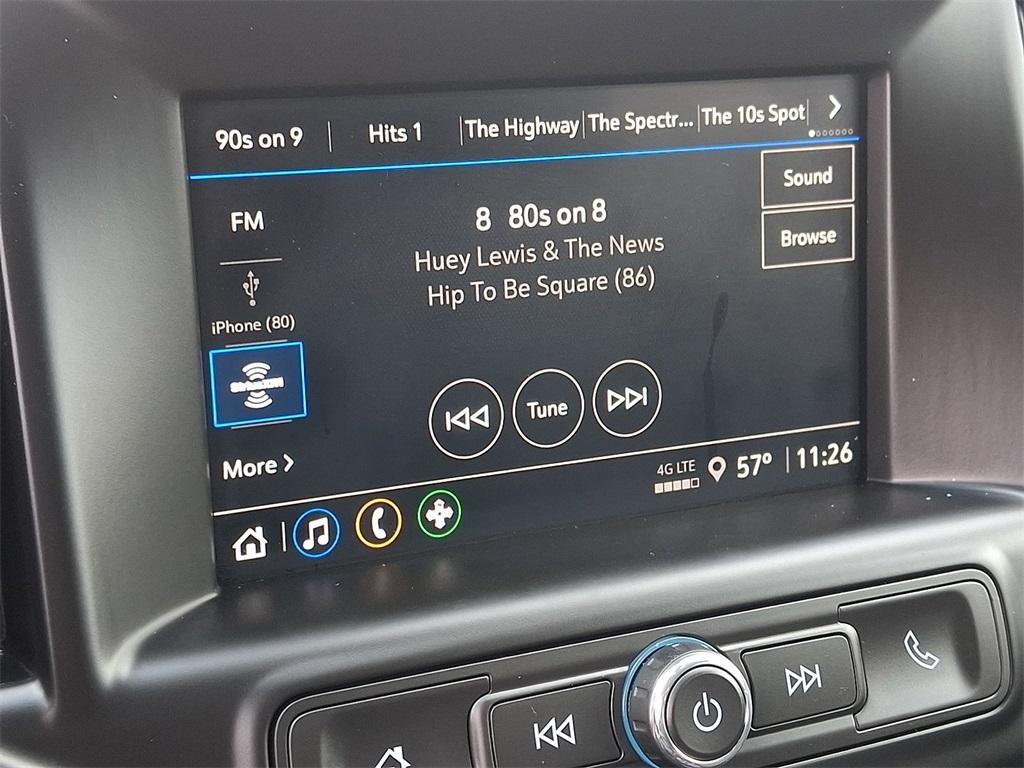 90s on 9
Hits 1
The Highway
The Spectr...
The 10s Spot
Sound
FM
8 80s on 8
Browse
Huey Lewis & The News
Hip To Be Square (86)
iPhone (80)
SiriusXM
Tune
More
4G LTE
57°
11:26